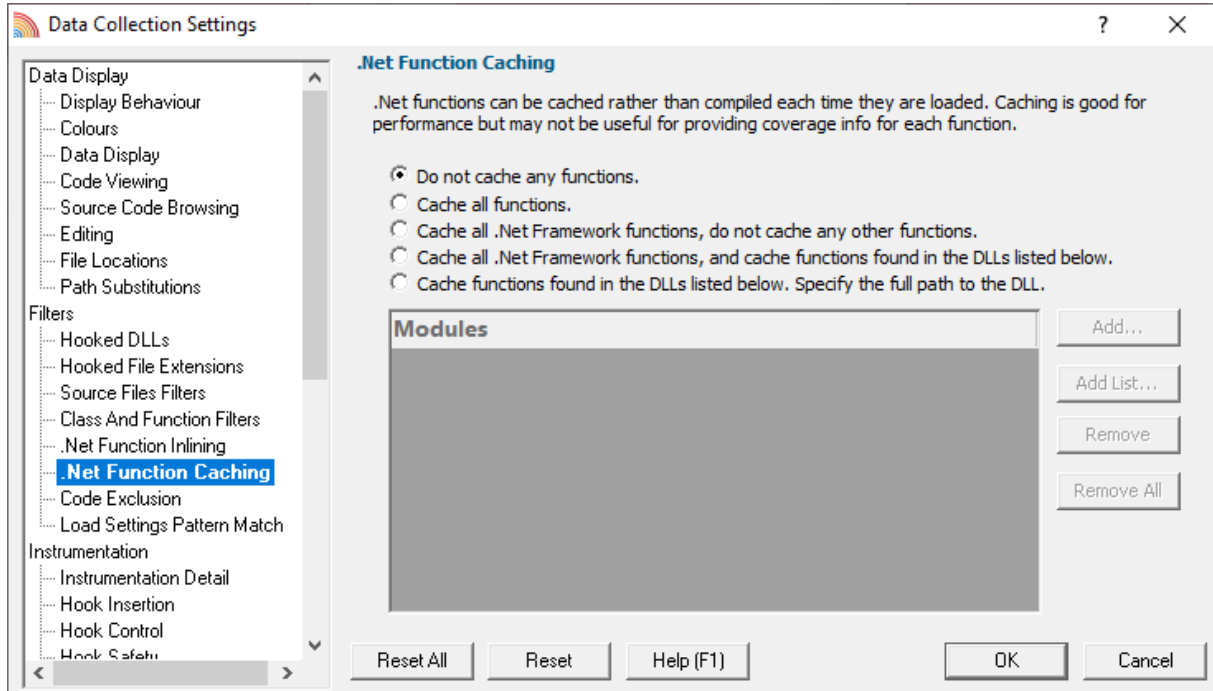 Data Collection Settings
?
Data Display
Display Behaviour
Colours
Data Display
Code Viewing
Source Code Browsing
Editing
File Locations
Path Substitutions
Filters
Hooked DLLs
Hooked File Extensions
Source Files Filters
Class And Function Filters
.Net Function Inlining
.Net Function Caching
Code Exclusion
Load Settings Pattern Match
Instrumentation
Instrumentation Detail
Hook Insertion
Hook Control
Hook Safety
.Net Function Caching
.Net functions can be cached rather than compiled each time they are loaded. Caching is good for
performance but may not be useful for providing coverage info for each function.
Do not cache any functions.
Cache all functions.
Cache all .Net Framework functions, do not cache any other functions.
Cache all .Net Framework functions, and cache functions found in the DLLs listed below.
Cache functions found in the DLLs listed below. Specify the full path to the DLL.
Modules
Add...
Add List...
Remove
Remove All
Reset All
Reset
Help (F1)
OK
Cancel